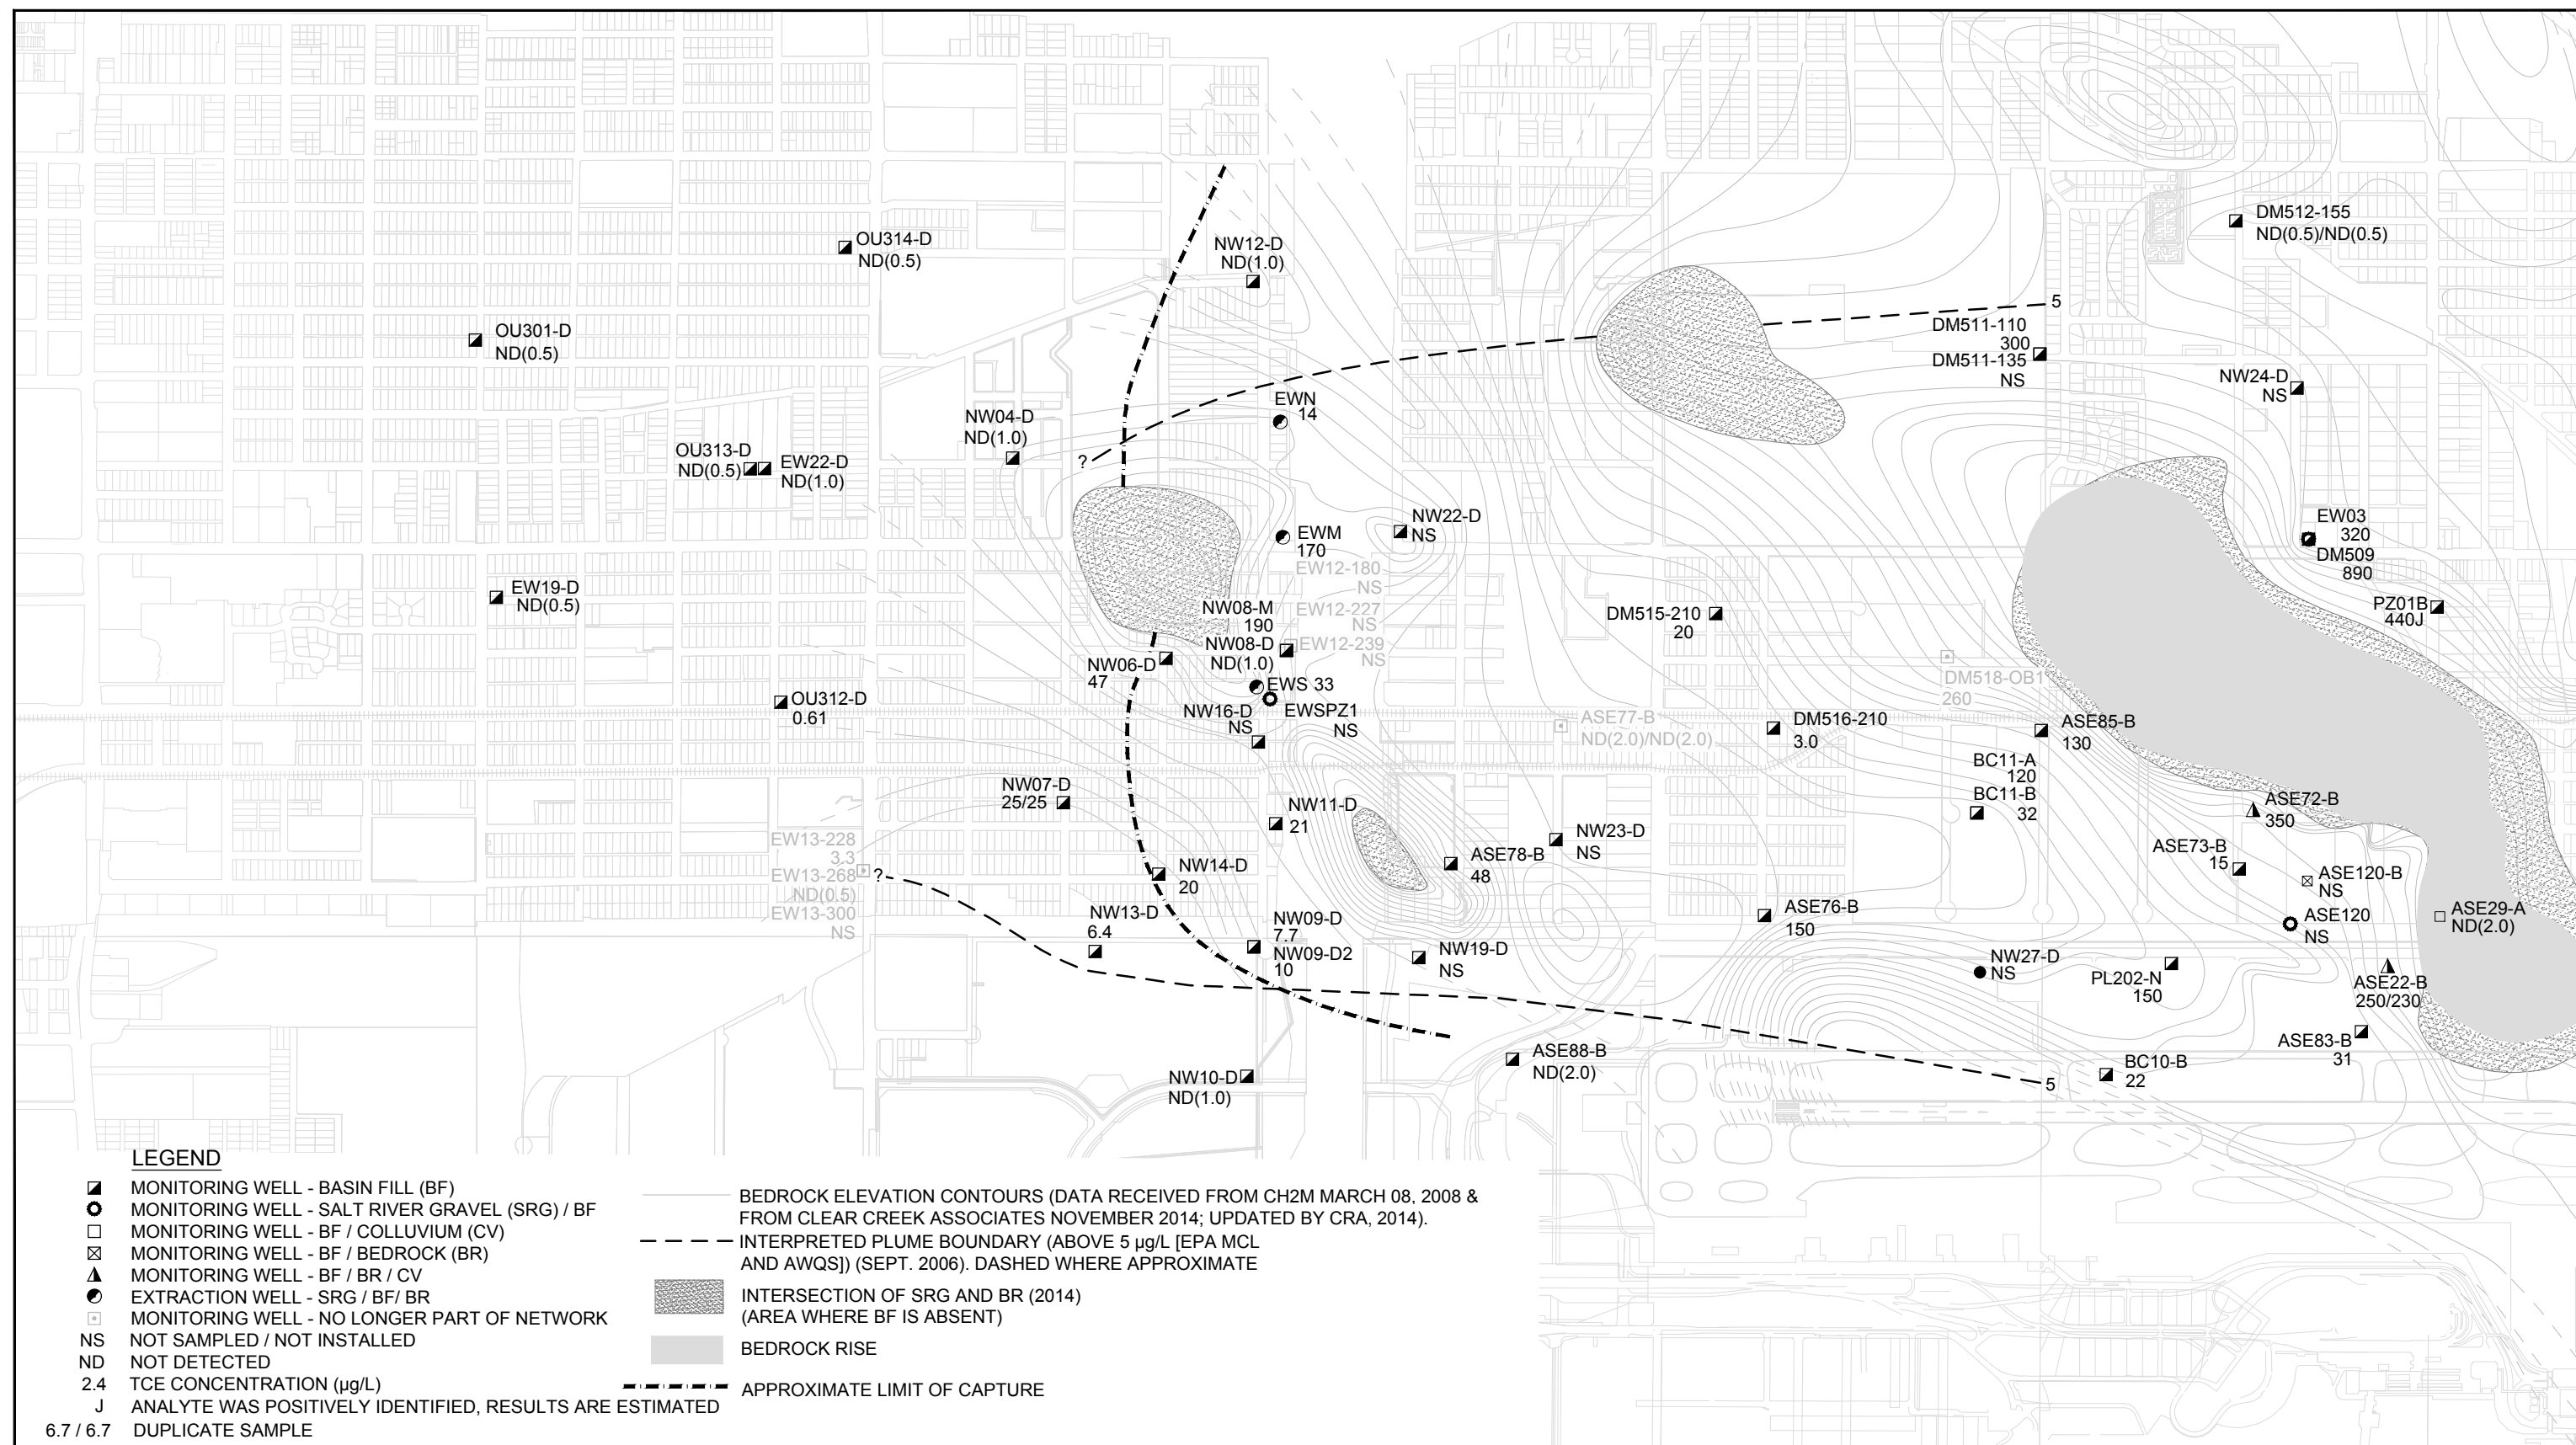 DM512-155
ND(0.5)/ND(0.5)
OU314-D
ND(0.5)
NW12-D
ND(1.0)
5
OU301-D
ND(0.5)
DM511-110
300
DM511-135
NS
NW24-D
NS
EWN
14
NW04-D
ND(1.0)
?
OU313-D
ND(0.5)
EW22-D
ND(1.0)
NW22-D
NS
EWM
170
EW03
320
DM509
890
EW12-180
NS
EW19-D
ND(0.5)
NW08-M
190
EW12-227
NS
DM515-210
20
PZ01B
440J
NW08-D
ND(1.0)
EW12-239
NS
NW06-D
47
EWS 33
DM518-OB1
260
OU312-D
0.61
NW16-D
NS
EWSPZ1
NS
ASE77-B
ND(2.0)/ND(2.0)
DM516-210
3.0
ASE85-B
130
BC11-A
120
BC11-B
32
NW07-D
25/25
NW11-D
21
ASE72-B
350
EW13-228
3.3
EW13-268
ND(0.5)
EW13-300
NS
?
NW23-D
NS
ASE78-B
48
ASE73-B
15
NW14-D
20
ASE120-B
NS
NW13-D
6.4
NW09-D
7.7
NW09-D2
10
ASE76-B
150
ASE120
NS
ASE29-A
ND(2.0)
NW19-D
NS
NW27-D
NS
PL202-N
150
ASE22-B
250/230
ASE83-B
31
ASE88-B
ND(2.0)
NW10-D
ND(1.0)
5
BC10-B
22
LEGEND
MONITORING WELL - BASIN FILL (BF)
MONITORING WELL - SALT RIVER GRAVEL (SRG) / BF
MONITORING WELL - BF / COLLUVIUM (CV)
MONITORING WELL - BF / BEDROCK (BR)
MONITORING WELL - BF / BR / CV
EXTRACTION WELL - SRG / BF/ BR
MONITORING WELL - NO LONGER PART OF NETWORK
NS NOT SAMPLED / NOT INSTALLED
ND NOT DETECTED
2.4 TCE CONCENTRATION (µg/L)
J ANALYTE WAS POSITIVELY IDENTIFIED, RESULTS ARE ESTIMATED
6.7 / 6.7 DUPLICATE SAMPLE
BEDROCK ELEVATION CONTOURS (DATA RECEIVED FROM CH2M MARCH 08, 2008 &
FROM CLEAR CREEK ASSOCIATES NOVEMBER 2014; UPDATED BY CRA, 2014).
INTERPRETED PLUME BOUNDARY (ABOVE 5 µg/L [EPA MCL
AND AWQS]) (SEPT. 2006). DASHED WHERE APPROXIMATE
INTERSECTION OF SRG AND BR (2014)
(AREA WHERE BF IS ABSENT)
BEDROCK RISE
APPROXIMATE LIMIT OF CAPTURE